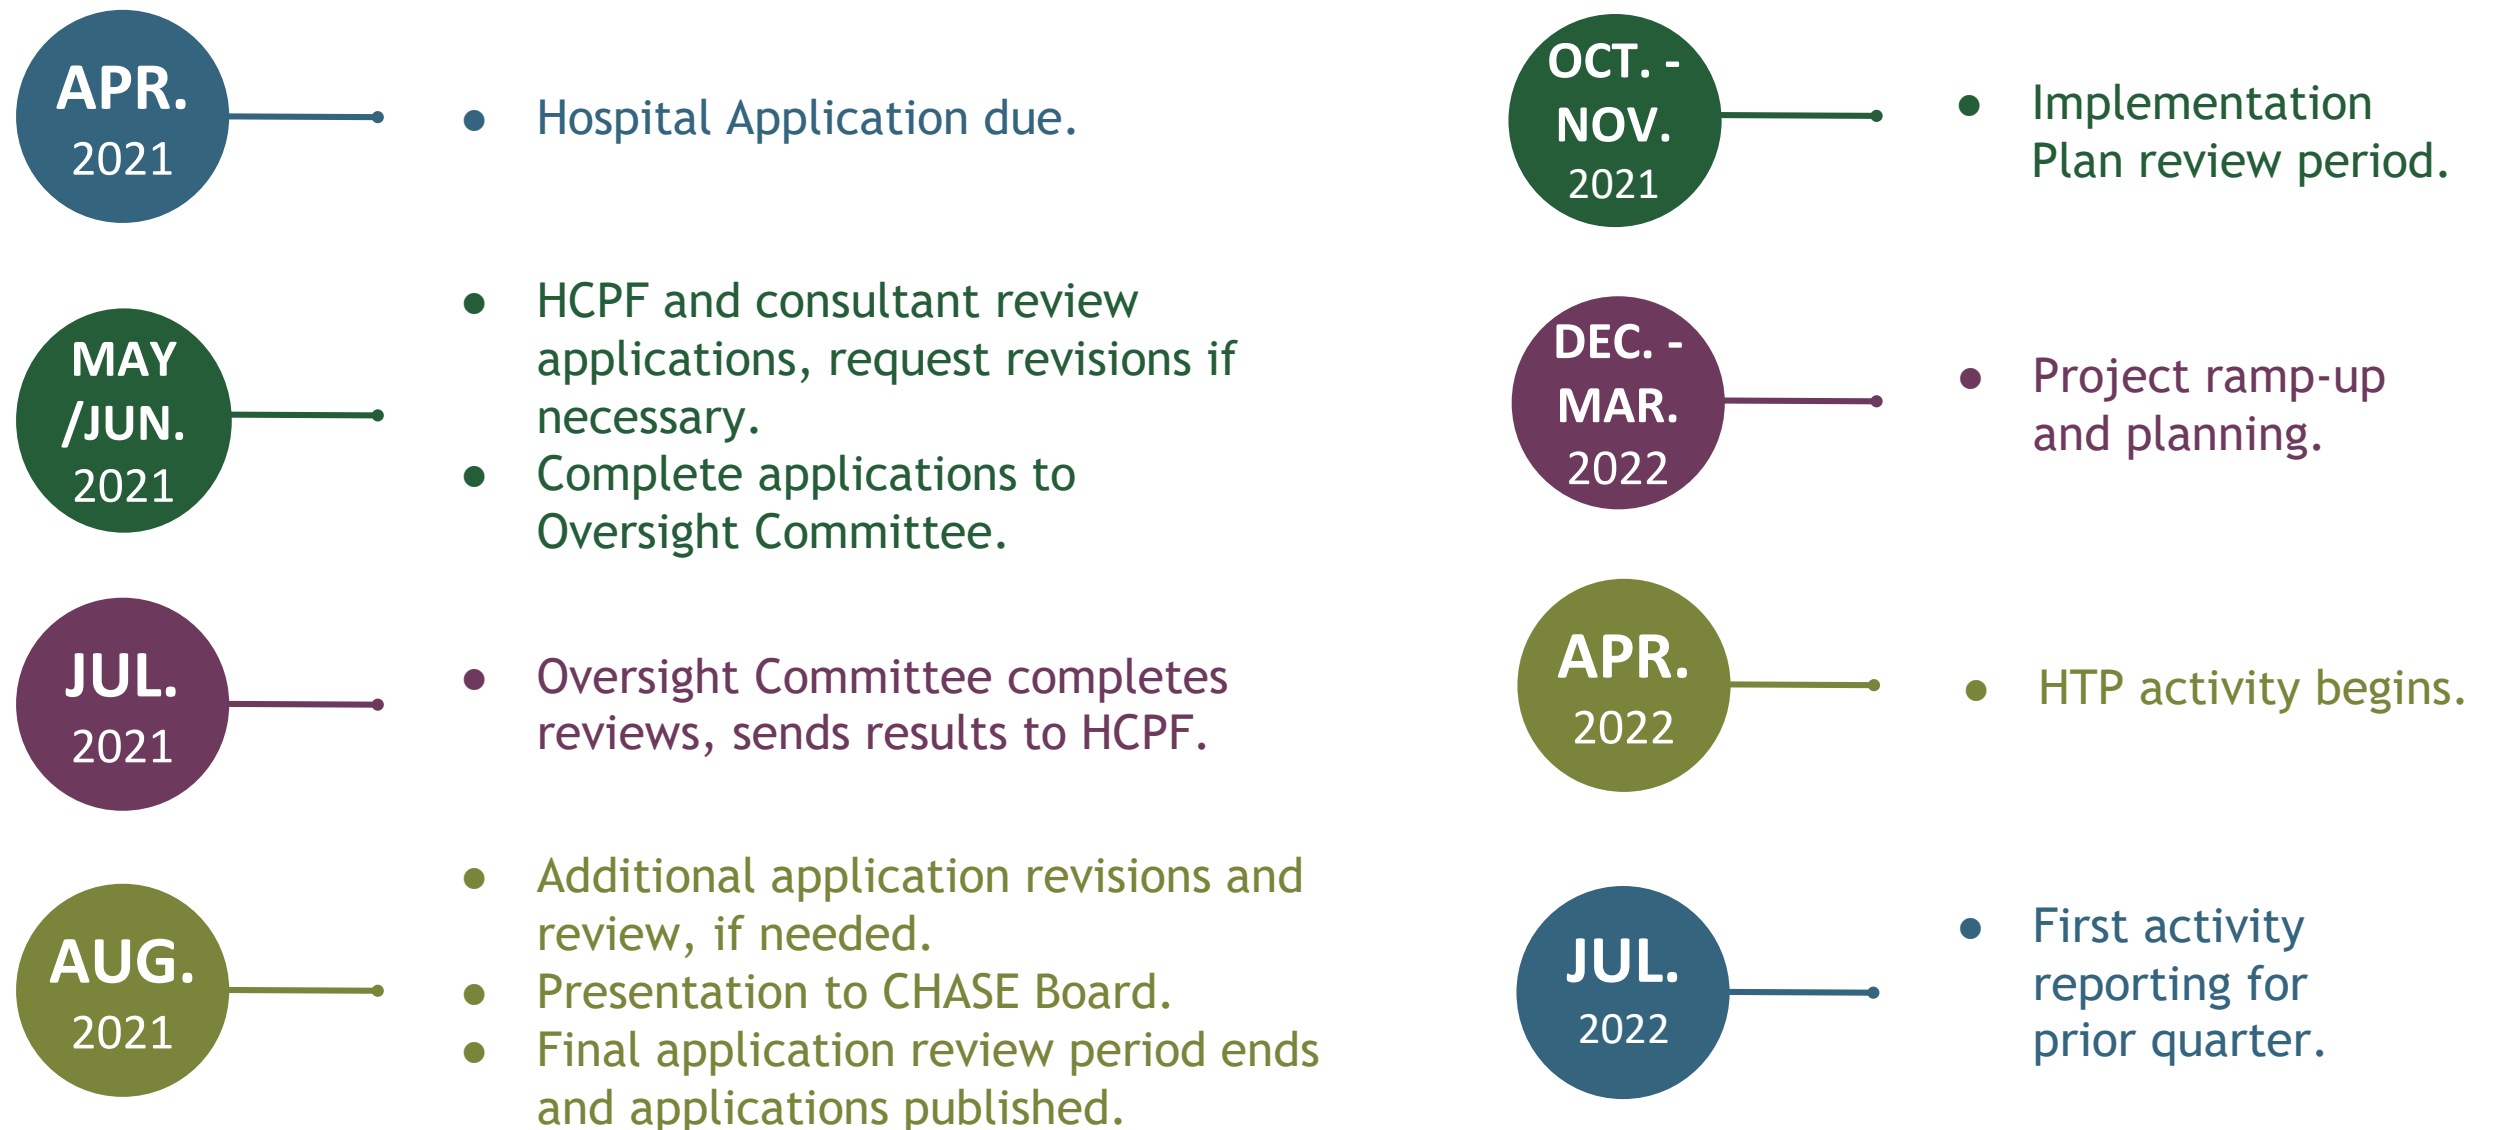 APR.
2021
Hospital Application due.
MAY
/JUN.
2021
● HCPF and consultant review
applications, request revisions if
necessary.
● Complete applications to
Oversight Committee.
JUL.
2021
● Oversight Committee completes
reviews, sends results to HCPF.
AUG.
2021
● Additional application revisions and
review, if needed.
● Presentation to CHASE Board.
● Final application review period ends
and applications published.
OCT. -
NOV.
2021
● Implementation
Plan review period.
DEC. -
MAR.
2022
● Project ramp-up
and planning.
APR.
2022
● HTP activity begins.
JUL.
2022
● First activity
reporting for
prior quarter.